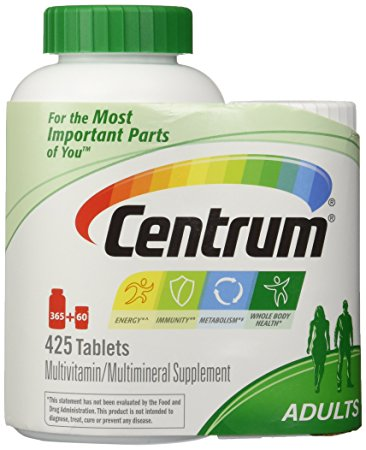 For the Most
Important Parts
of You™
Centrum®
®
365+60
ENERGY*^ IMMUNITY** METABOLISM*# WHOLE BODY HEALTH*
425 Tablets
Multivitamin/Multimineral Supplement
*This statement has not been evaluated by the Food and
Drug Administration. This product is not intended to
diagnose, treat, cure or prevent any disease.
ADULTS